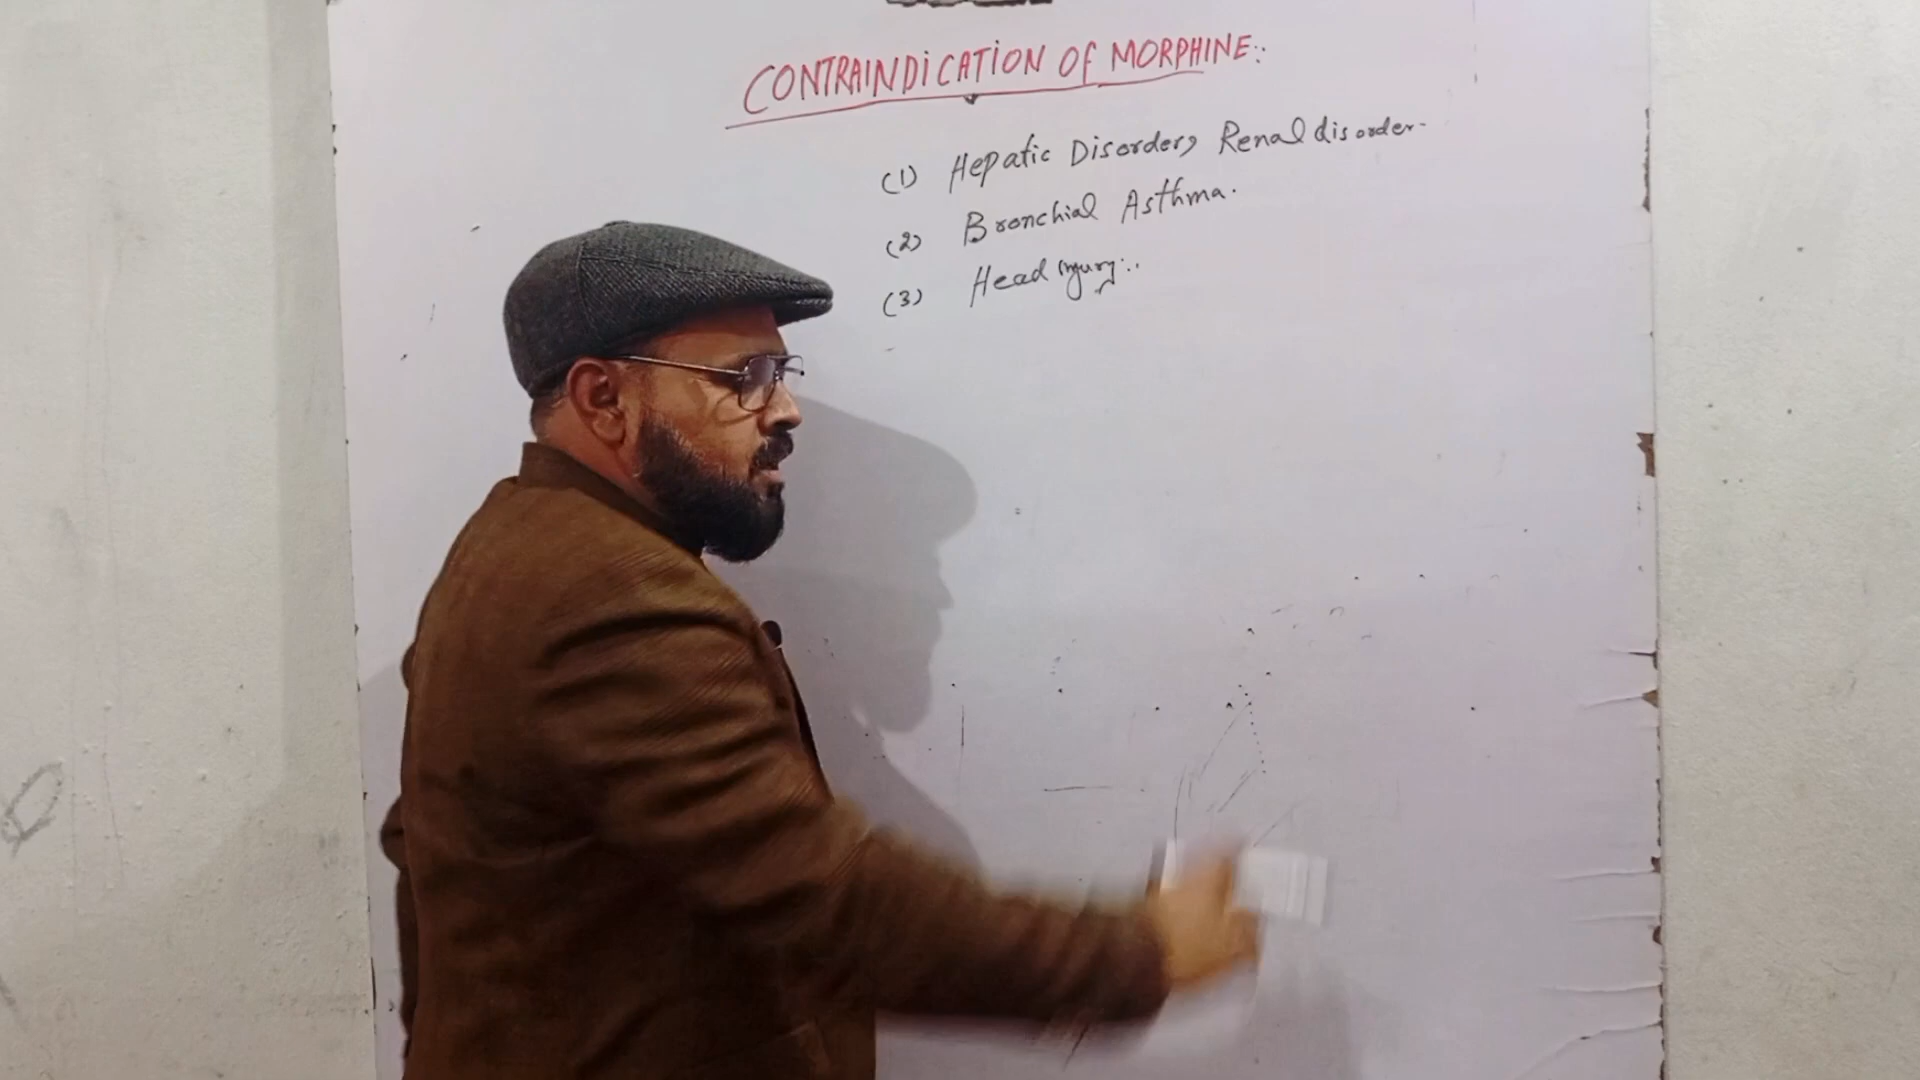 CONTRAINDICATION OF MORPHINE:.
(1) Hepatic Disorder, Renal disorder.
(2) Bronchial Asthma.
(3) Head injury:.